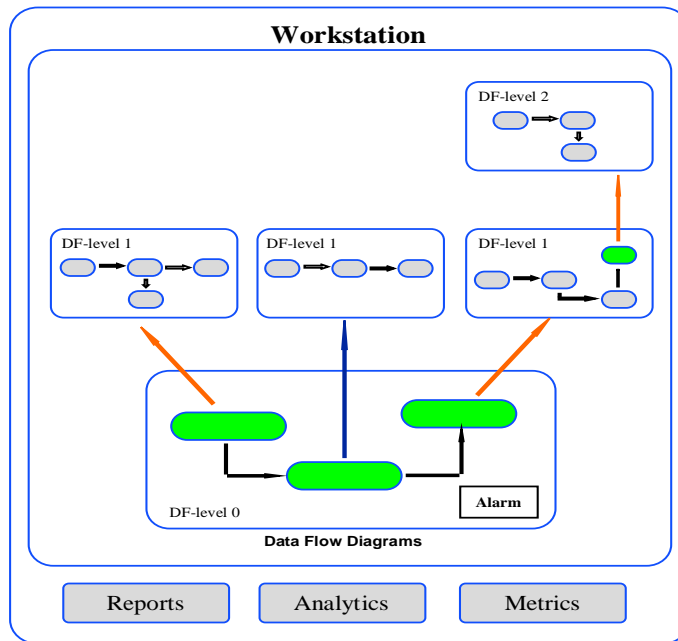 Workstation
DF-level 2
DF-level 1
DF-level 1
DF-level 1
Alarm
DF-level 0
Data Flow Diagrams
Reports
Analytics
Metrics